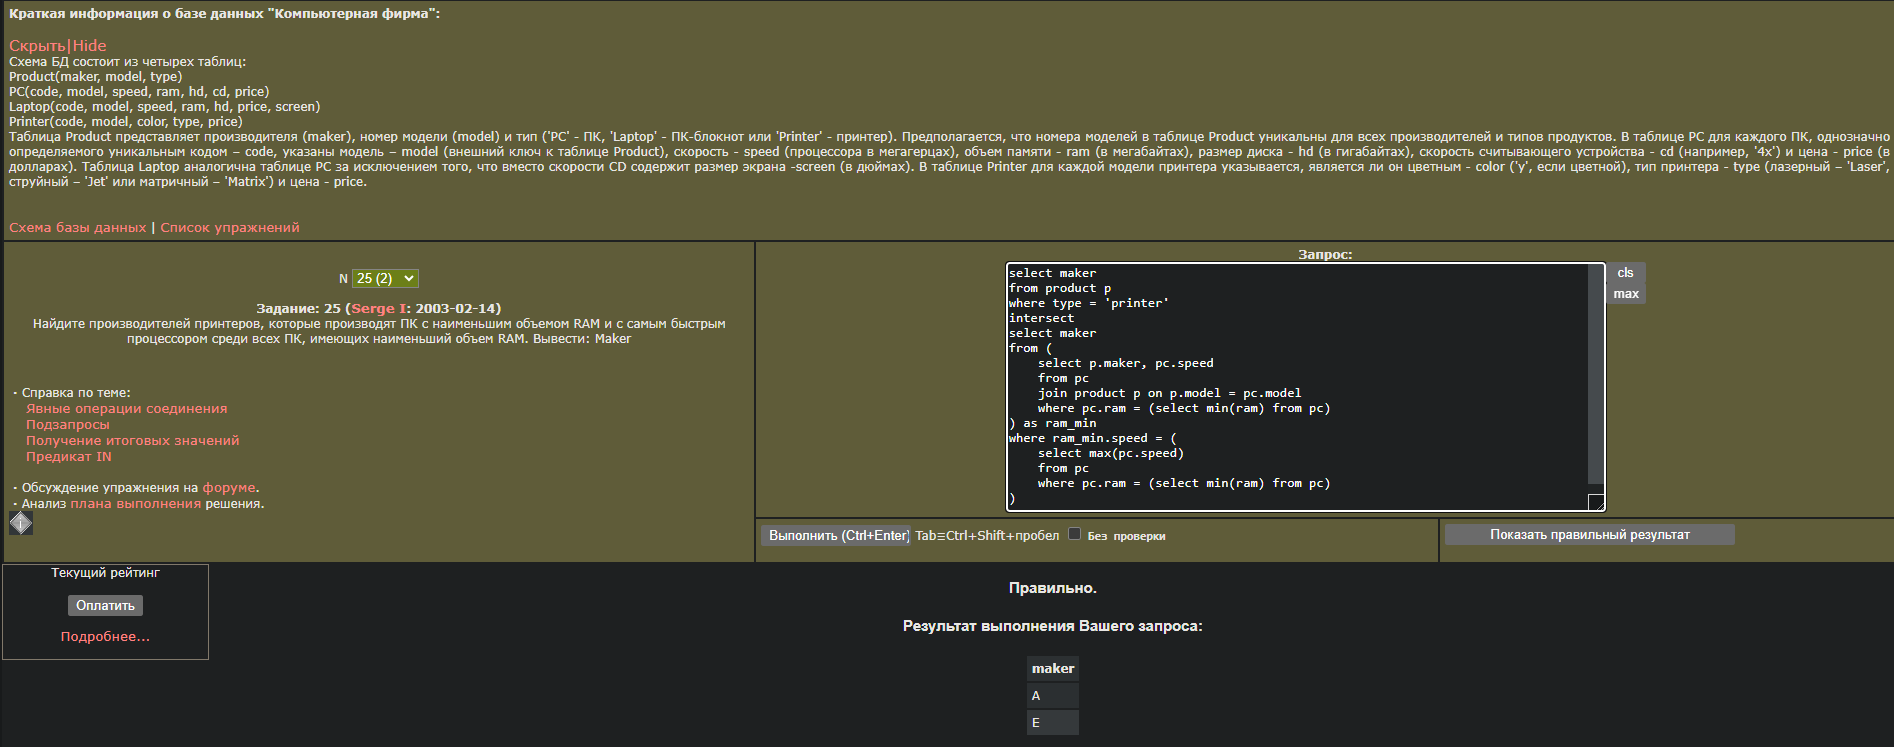 Краткая информация о базе данных "Компьютерная фирма":
Скрыть|Hide
Схема БД состоит из четырех таблиц:
Product(maker, model, type)
PC(code, model, speed, ram, hd, cd, price)
Laptop(code, model, speed, ram, hd, price, screen)
Printer(code, model, color, type, price)
Таблица Product представляет производителя (maker), номер модели (model) и тип ('PC' - ПК, 'Laptop' - ПК-блокнот или 'Printer' - принтер). Предполагается, что номера моделей в таблице Product уникальны для всех производителей и типов продуктов. В таблице PC для каждого ПК, однозначно
определяемого уникальным кодом – code, указаны модель – model (внешний ключ к таблице Product), скорость - speed (процессора в мегагерцах), объем памяти - ram (в мегабайтах), размер диска - hd (в гигабайтах), скорость считывающего устройства - cd (например, '4x') и цена - price (в
долларах). Таблица Laptop аналогична таблице РС за исключением того, что вместо скорости CD содержит размер экрана -screen (в дюймах). В таблице Printer для каждой модели принтера указывается, является ли он цветным - color ('y', если цветной), тип принтера - type (лазерный – 'Laser',
струйный – 'Jet' или матричный – 'Matrix') и цена - price.
Схема базы данных | Список упражнений
N 25 (2)
Задание: 25 (Serge I: 2003-02-14)
Найдите производителей принтеров, которые производят ПК с наименьшим объемом RAM и с самым быстрым
процессором среди всех ПК, имеющих наименьший объем RAM. Вывести: Maker
· Справка по теме:
Явные операции соединения
Подзапросы
Получение итоговых значений
Предикат IN
· Обсуждение упражнения на форуме.
· Анализ плана выполнения решения.
Запрос:
select maker
from product p
where type = 'printer'
intersect
select maker
from (
    select p.maker, pc.speed
    from pc
    join product p on p.model = pc.model
    where pc.ram = (select min(ram) from pc)
) as ram_min
where ram_min.speed = (
    select max(pc.speed)
    from pc
    where pc.ram = (select min(ram) from pc)
)
cls
max
Выполнить (Ctrl+Enter) Tab≡Ctrl+Shift+пробел Без проверки
Показать правильный результат
Текущий рейтинг
Оплатить
Подробнее...
Правильно.
Результат выполнения Вашего запроса:
maker
A
E